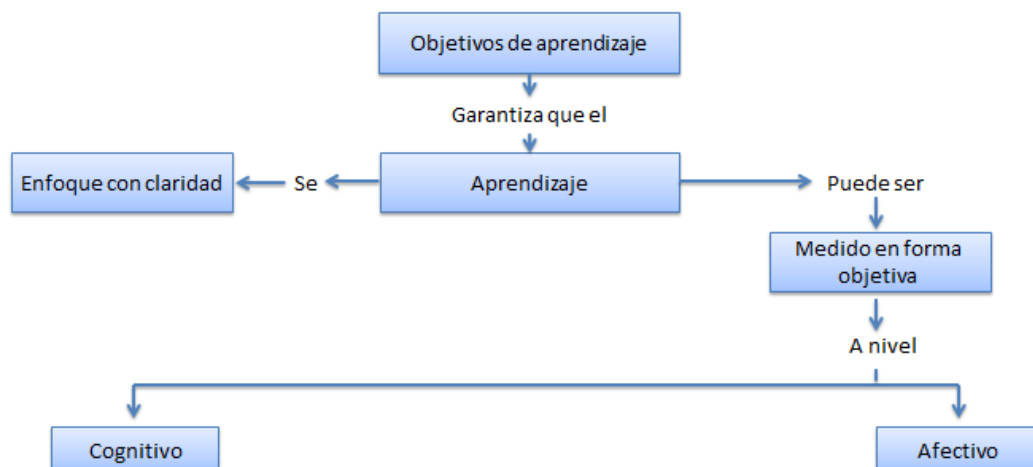 Objetivos de aprendizaje
Garantiza que el
Enfoque con claridad
Se
Aprendizaje
Puede ser
Medido en forma
objetiva
A nivel
Cognitivo
Afectivo